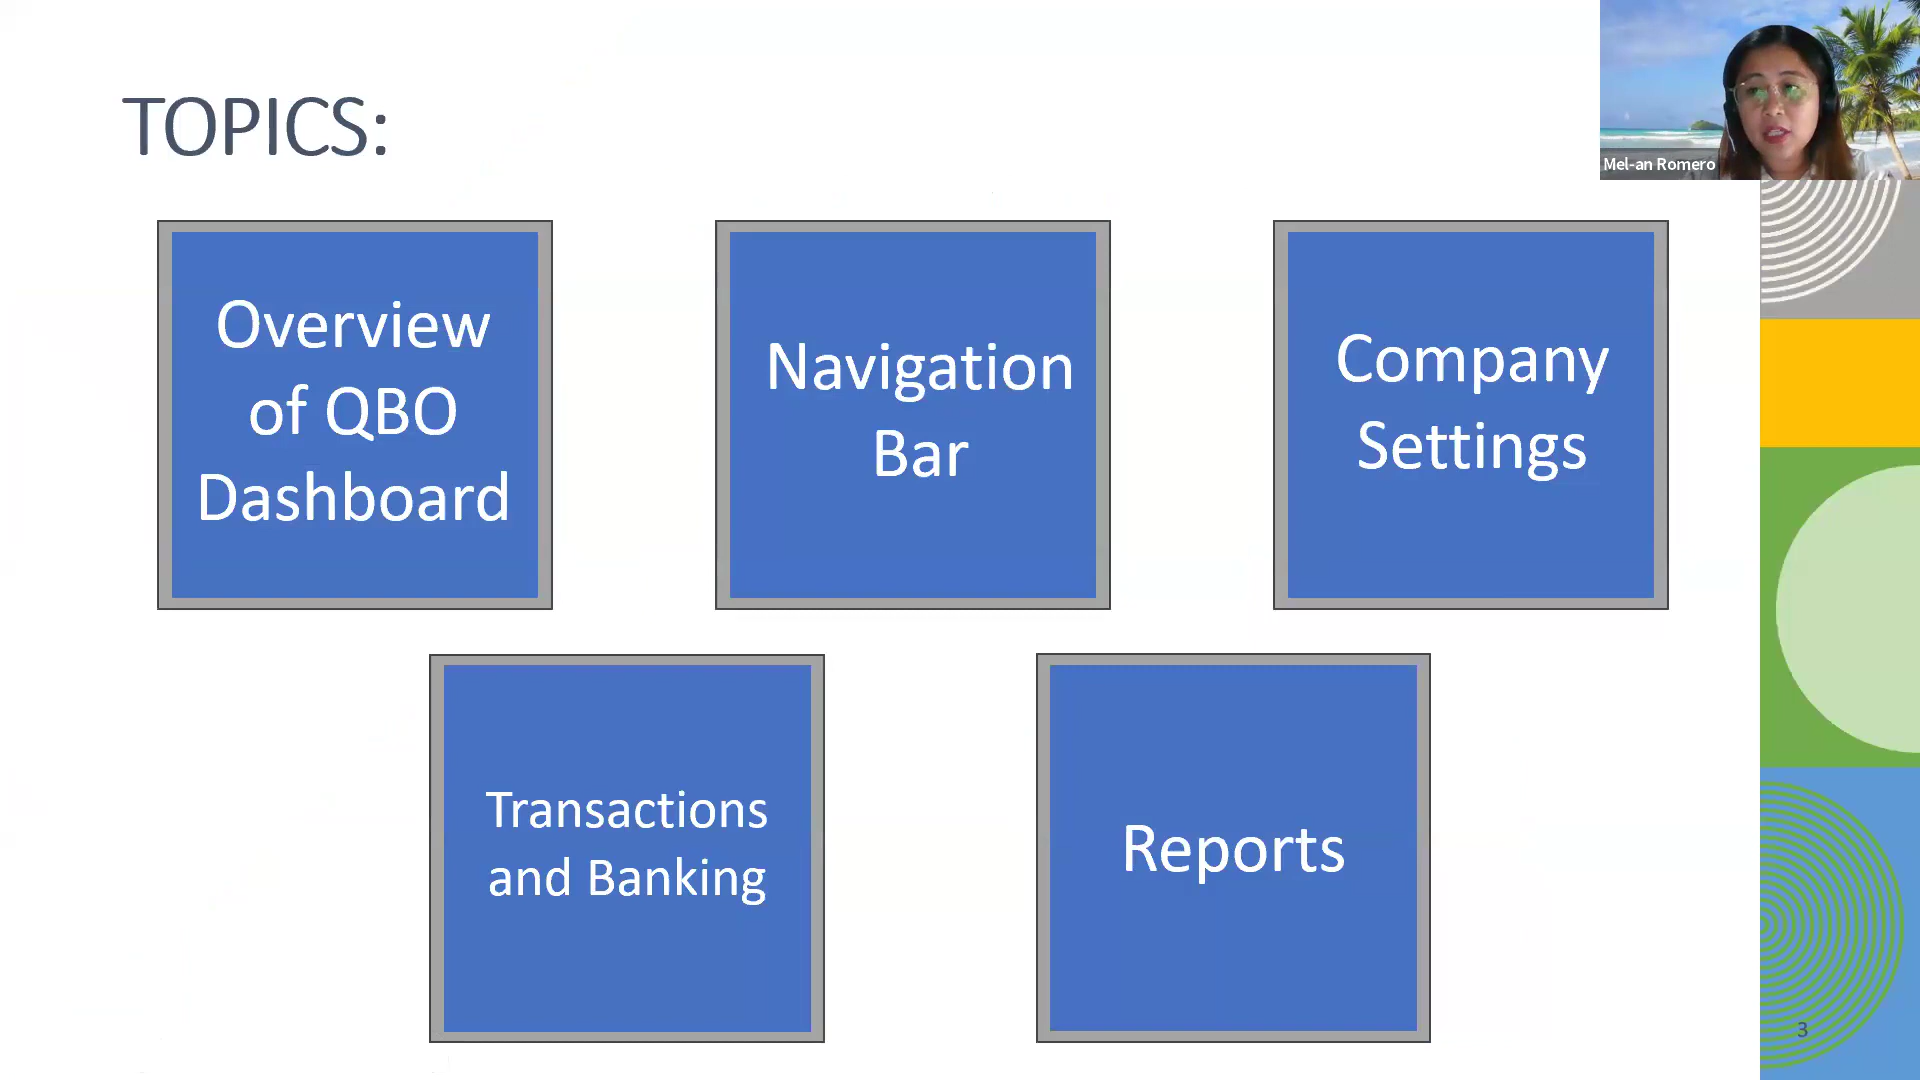 TOPICS:
Mel-an Romero
Overview
of QBO
Dashboard
Navigation
Bar
Company
Settings
Transactions
and Banking
Reports
3